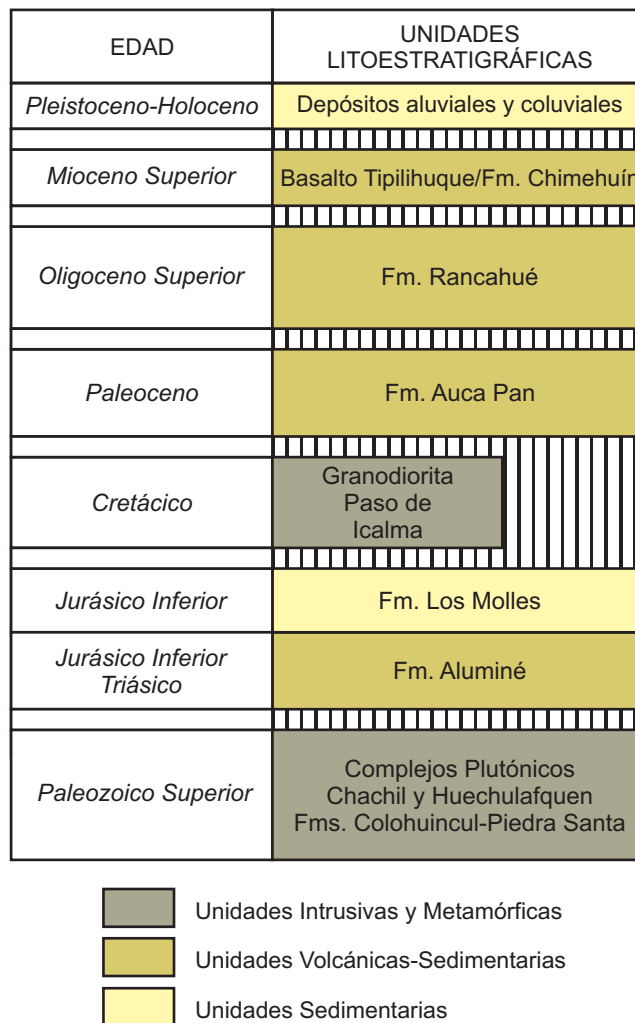 EDAD
UNIDADES
LITOESTRATIGRÁFICAS
Pleistoceno-Holoceno
Depósitos aluviales y coluviales
Mioceno Superior
Basalto Tipilihuque/Fm. Chimehuín
Oligoceno Superior
Fm. Rancahué
Paleoceno
Fm. Auca Pan
Cretácico
Granodiorita
Paso de
Icalma
Jurásico Inferior
Fm. Los Molles
Jurásico Inferior
Triásico
Fm. Aluminé
Paleozoico Superior
Complejos Plutónicos
Chachil y Huechulafquen
Fms. Colohuincul-Piedra Santa
Unidades Intrusivas y Metamórficas
Unidades Volcánicas-Sedimentarias
Unidades Sedimentarias